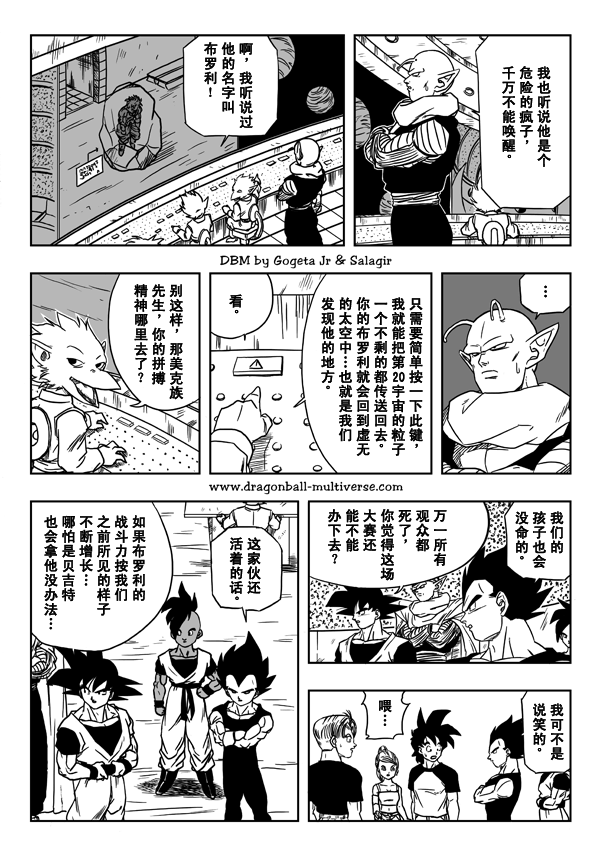 我也听说他是个
危险的疯子，
千万不能唤醒。
啊，我听说过
他的名字叫
布罗利！
DBM by Gogeta Jr & Salagir
…
只需要简单按一下此键，
我就能把第20宇宙的粒子
一个不剩的都传送回去。
你的布罗利就会回到虚无
的太空中…也就是我们
发现他的地方。
看。
别这样，那美克族
先生，你的拼搏
精神哪里去了？
www.dragonball-multiverse.com
我们的
孩子也会
没命的。
万一所有
观众都
死了，
你觉得这场
大赛还
能不能
办下去？
我可不是
说笑的。
喂…
这家伙还
活着的话。
如果布罗利的
战斗力按我们
之前所见的样子
不断增长…
哪怕是贝吉特
也会拿他没办法…